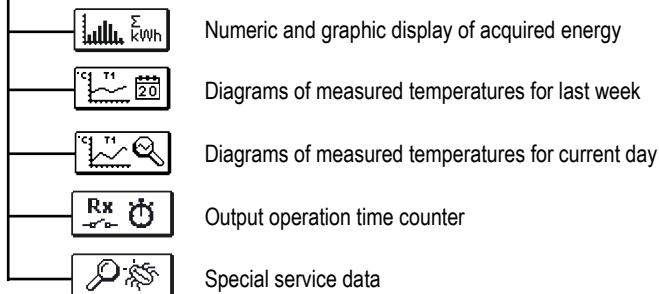 Σ
kWh
Numeric and graphic display of acquired energy
°C T1
20
Diagrams of measured temperatures for last week
°C T1
Diagrams of measured temperatures for current day
Rx
Output operation time counter
Special service data